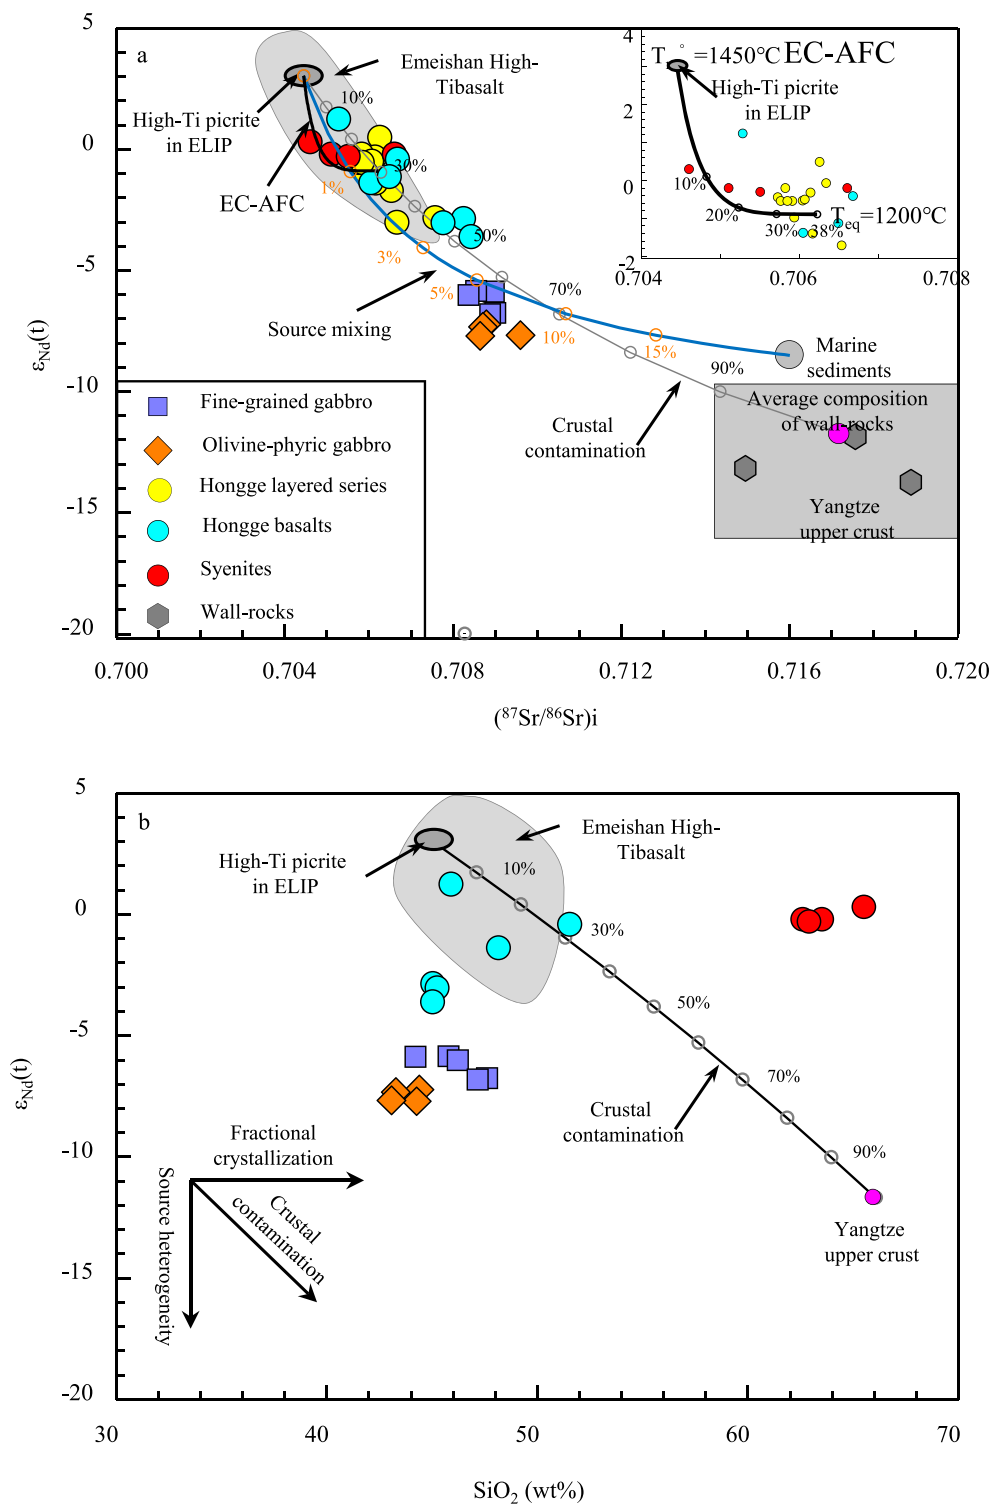 a
5
0
-5
-10
-15
-20
εNd(t)
Emeishan High-
Tibasalt
High-Ti picrite
in ELIP
EC-AFC
10%
30%
50%
70%
90%
1%
3%
5%
10%
15%
Source mixing
Crustal
contamination
Marine
sediments
Average composition
of wall-rocks
Yangtze
upper crust
T ° =1450°C EC-AFC
High-Ti picrite
in ELIP
10%
20%
30%
38%
Teq =1200°C
4
2
0
-2
0.704
0.706
0.708
Fine-grained gabbro
Olivine-phyric gabbro
Hongge layered series
Hongge basalts
Syenites
Wall-rocks
0.700
0.704
0.708
0.712
0.716
0.720
(87Sr/86Sr)i
b
5
0
-5
-10
-15
-20
εNd(t)
Emeishan High-
Tibasalt
High-Ti picrite
in ELIP
10%
30%
50%
70%
90%
Crustal
contamination
Yangtze
upper crust
Fractional
crystallization
Crustal
contamination
Source heterogeneity
30
40
50
60
70
SiO2 (wt%)